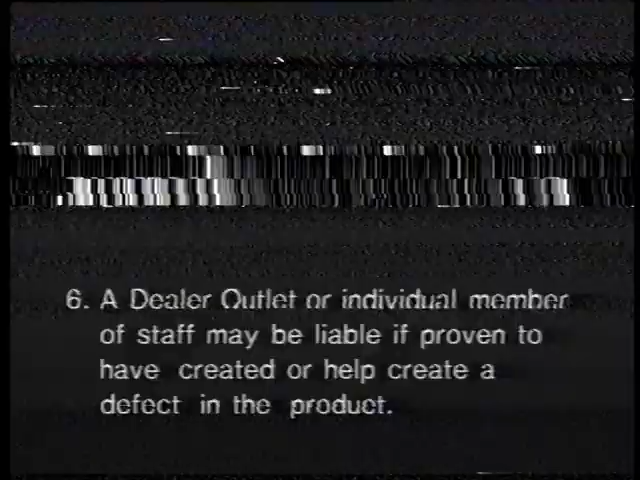 6. A Dealer Outlet or individual member
of staff may be liable if proven to
have created or help create a
defect in the product.